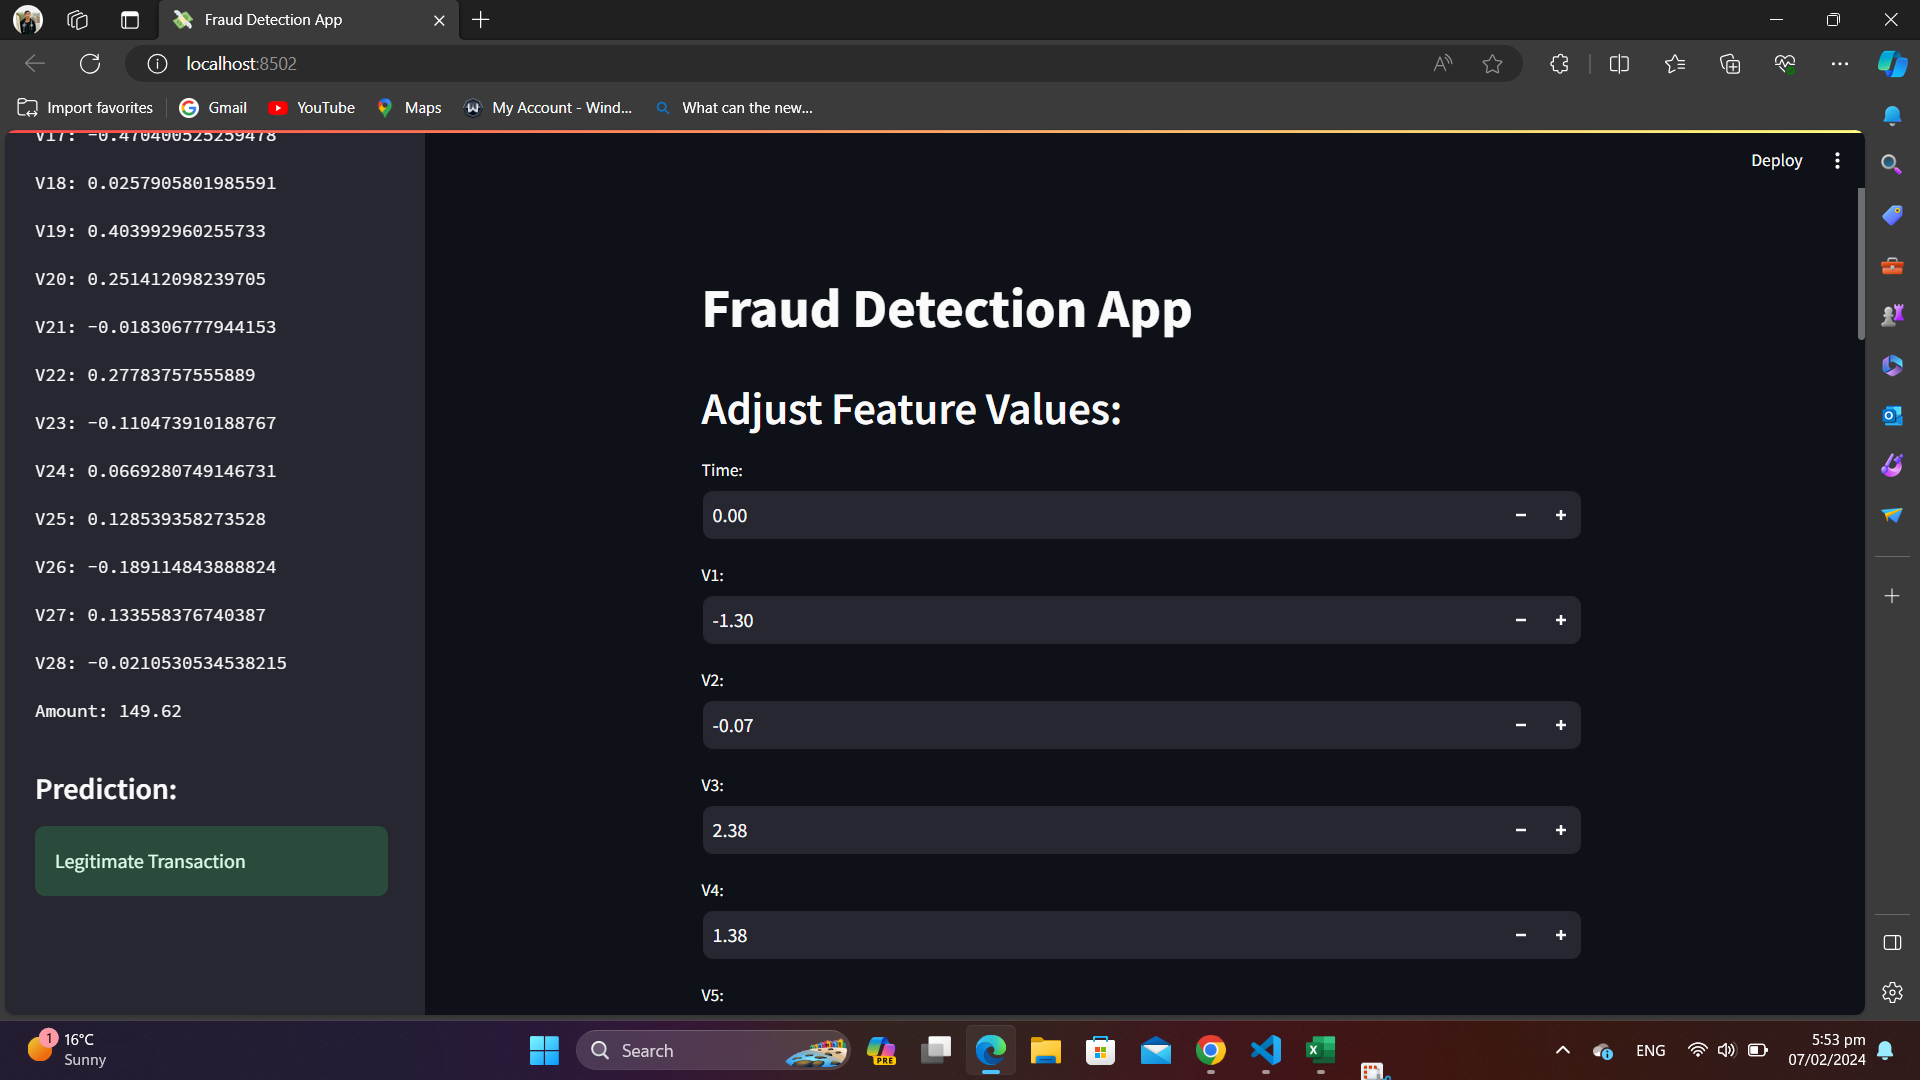 Fraud Detection App
localhost:8502
Import favorites
Gmail
YouTube
Maps
My Account - Wind...
What can the new...
V17: -0.470400525259478
V18: 0.0257905801985591
V19: 0.403992960255733
V20: 0.251412098239705
V21: -0.018306777944153
V22: 0.27783757555889
V23: -0.110473910188767
V24: 0.0669280749146731
V25: 0.128539358273528
V26: -0.189114843888824
V27: 0.133558376740387
V28: -0.0210530534538215
Amount: 149.62
Prediction:
Legitimate Transaction
Deploy
Fraud Detection App
Adjust Feature Values:
Time:
0.00
V1:
-1.30
V2:
-0.07
V3:
2.38
V4:
1.38
V5:
1
16°C
Sunny
Search
PRE
ENG
5:53 pm
07/02/2024